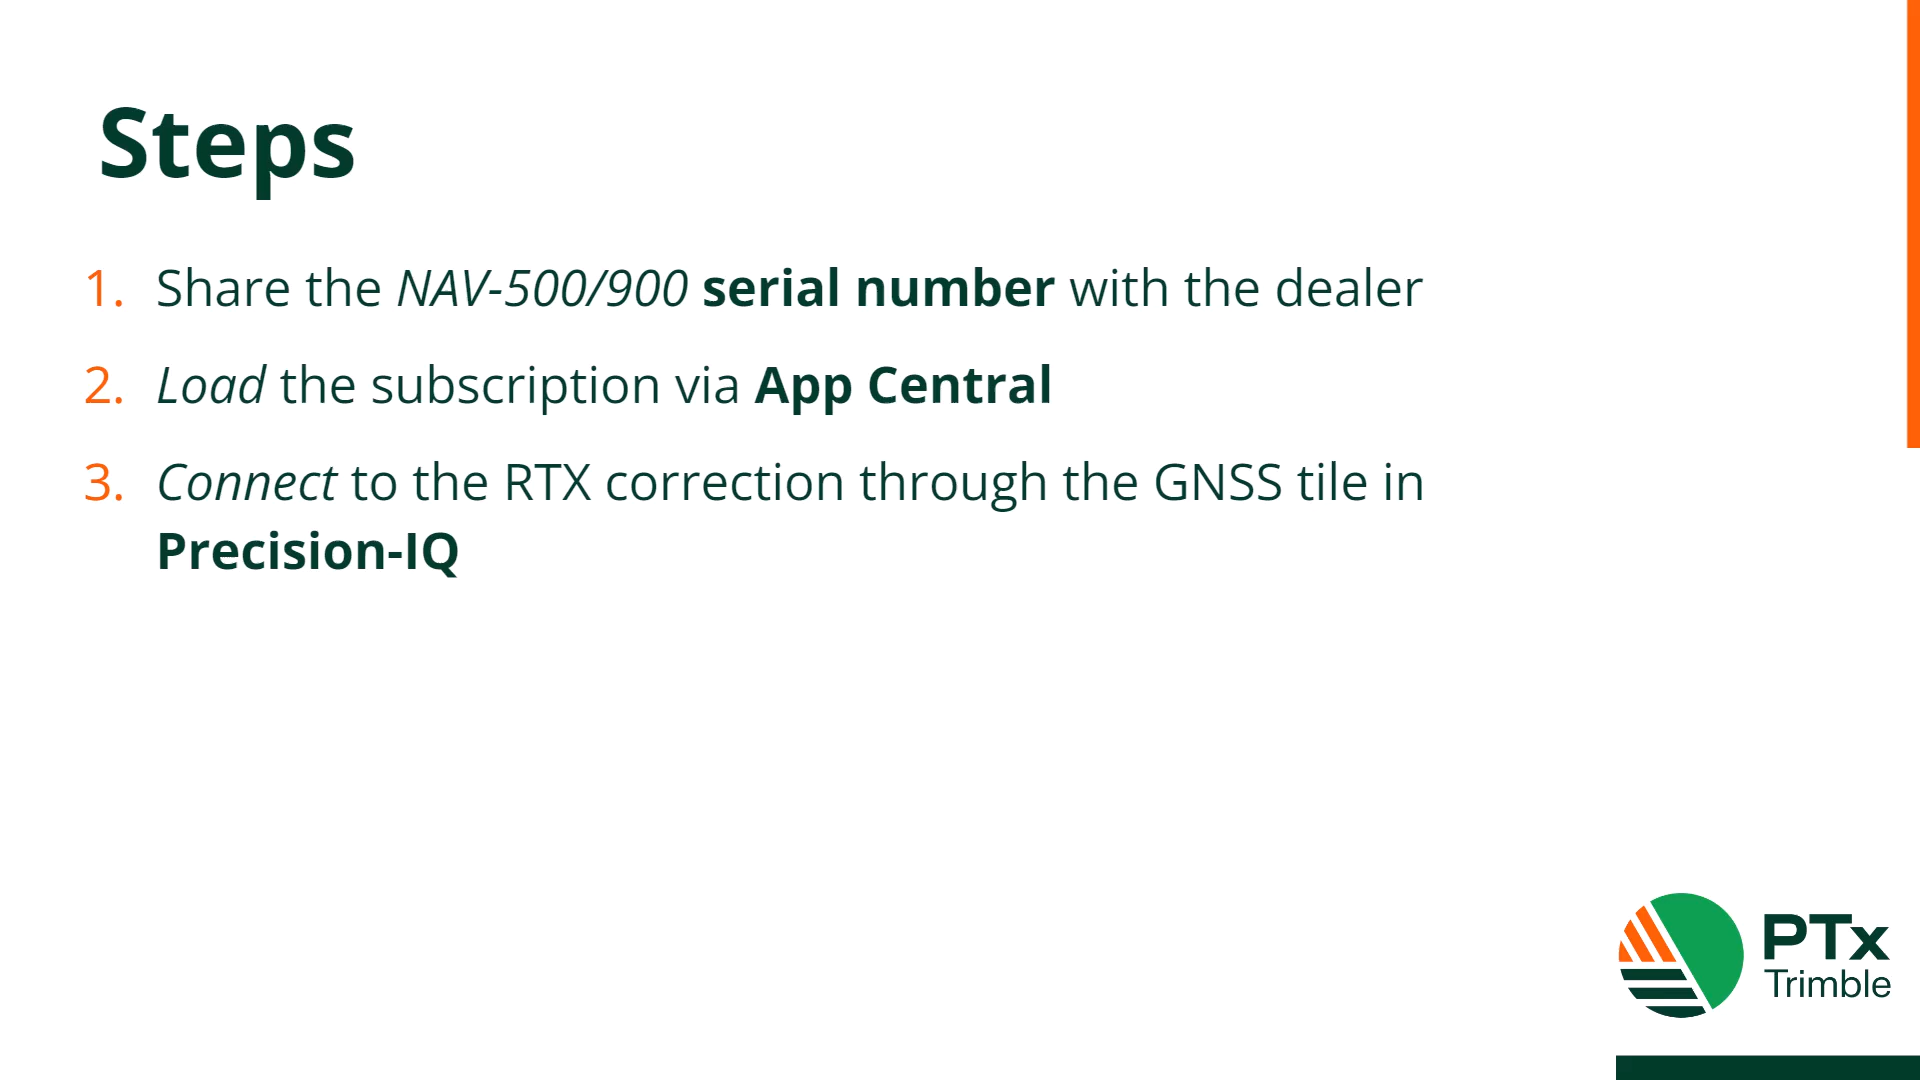 Steps
1. Share the NAV-500/900 serial number with the dealer
2. Load the subscription via App Central
3. Connect to the RTX correction through the GNSS tile in
Precision-IQ
PTx
Trimble